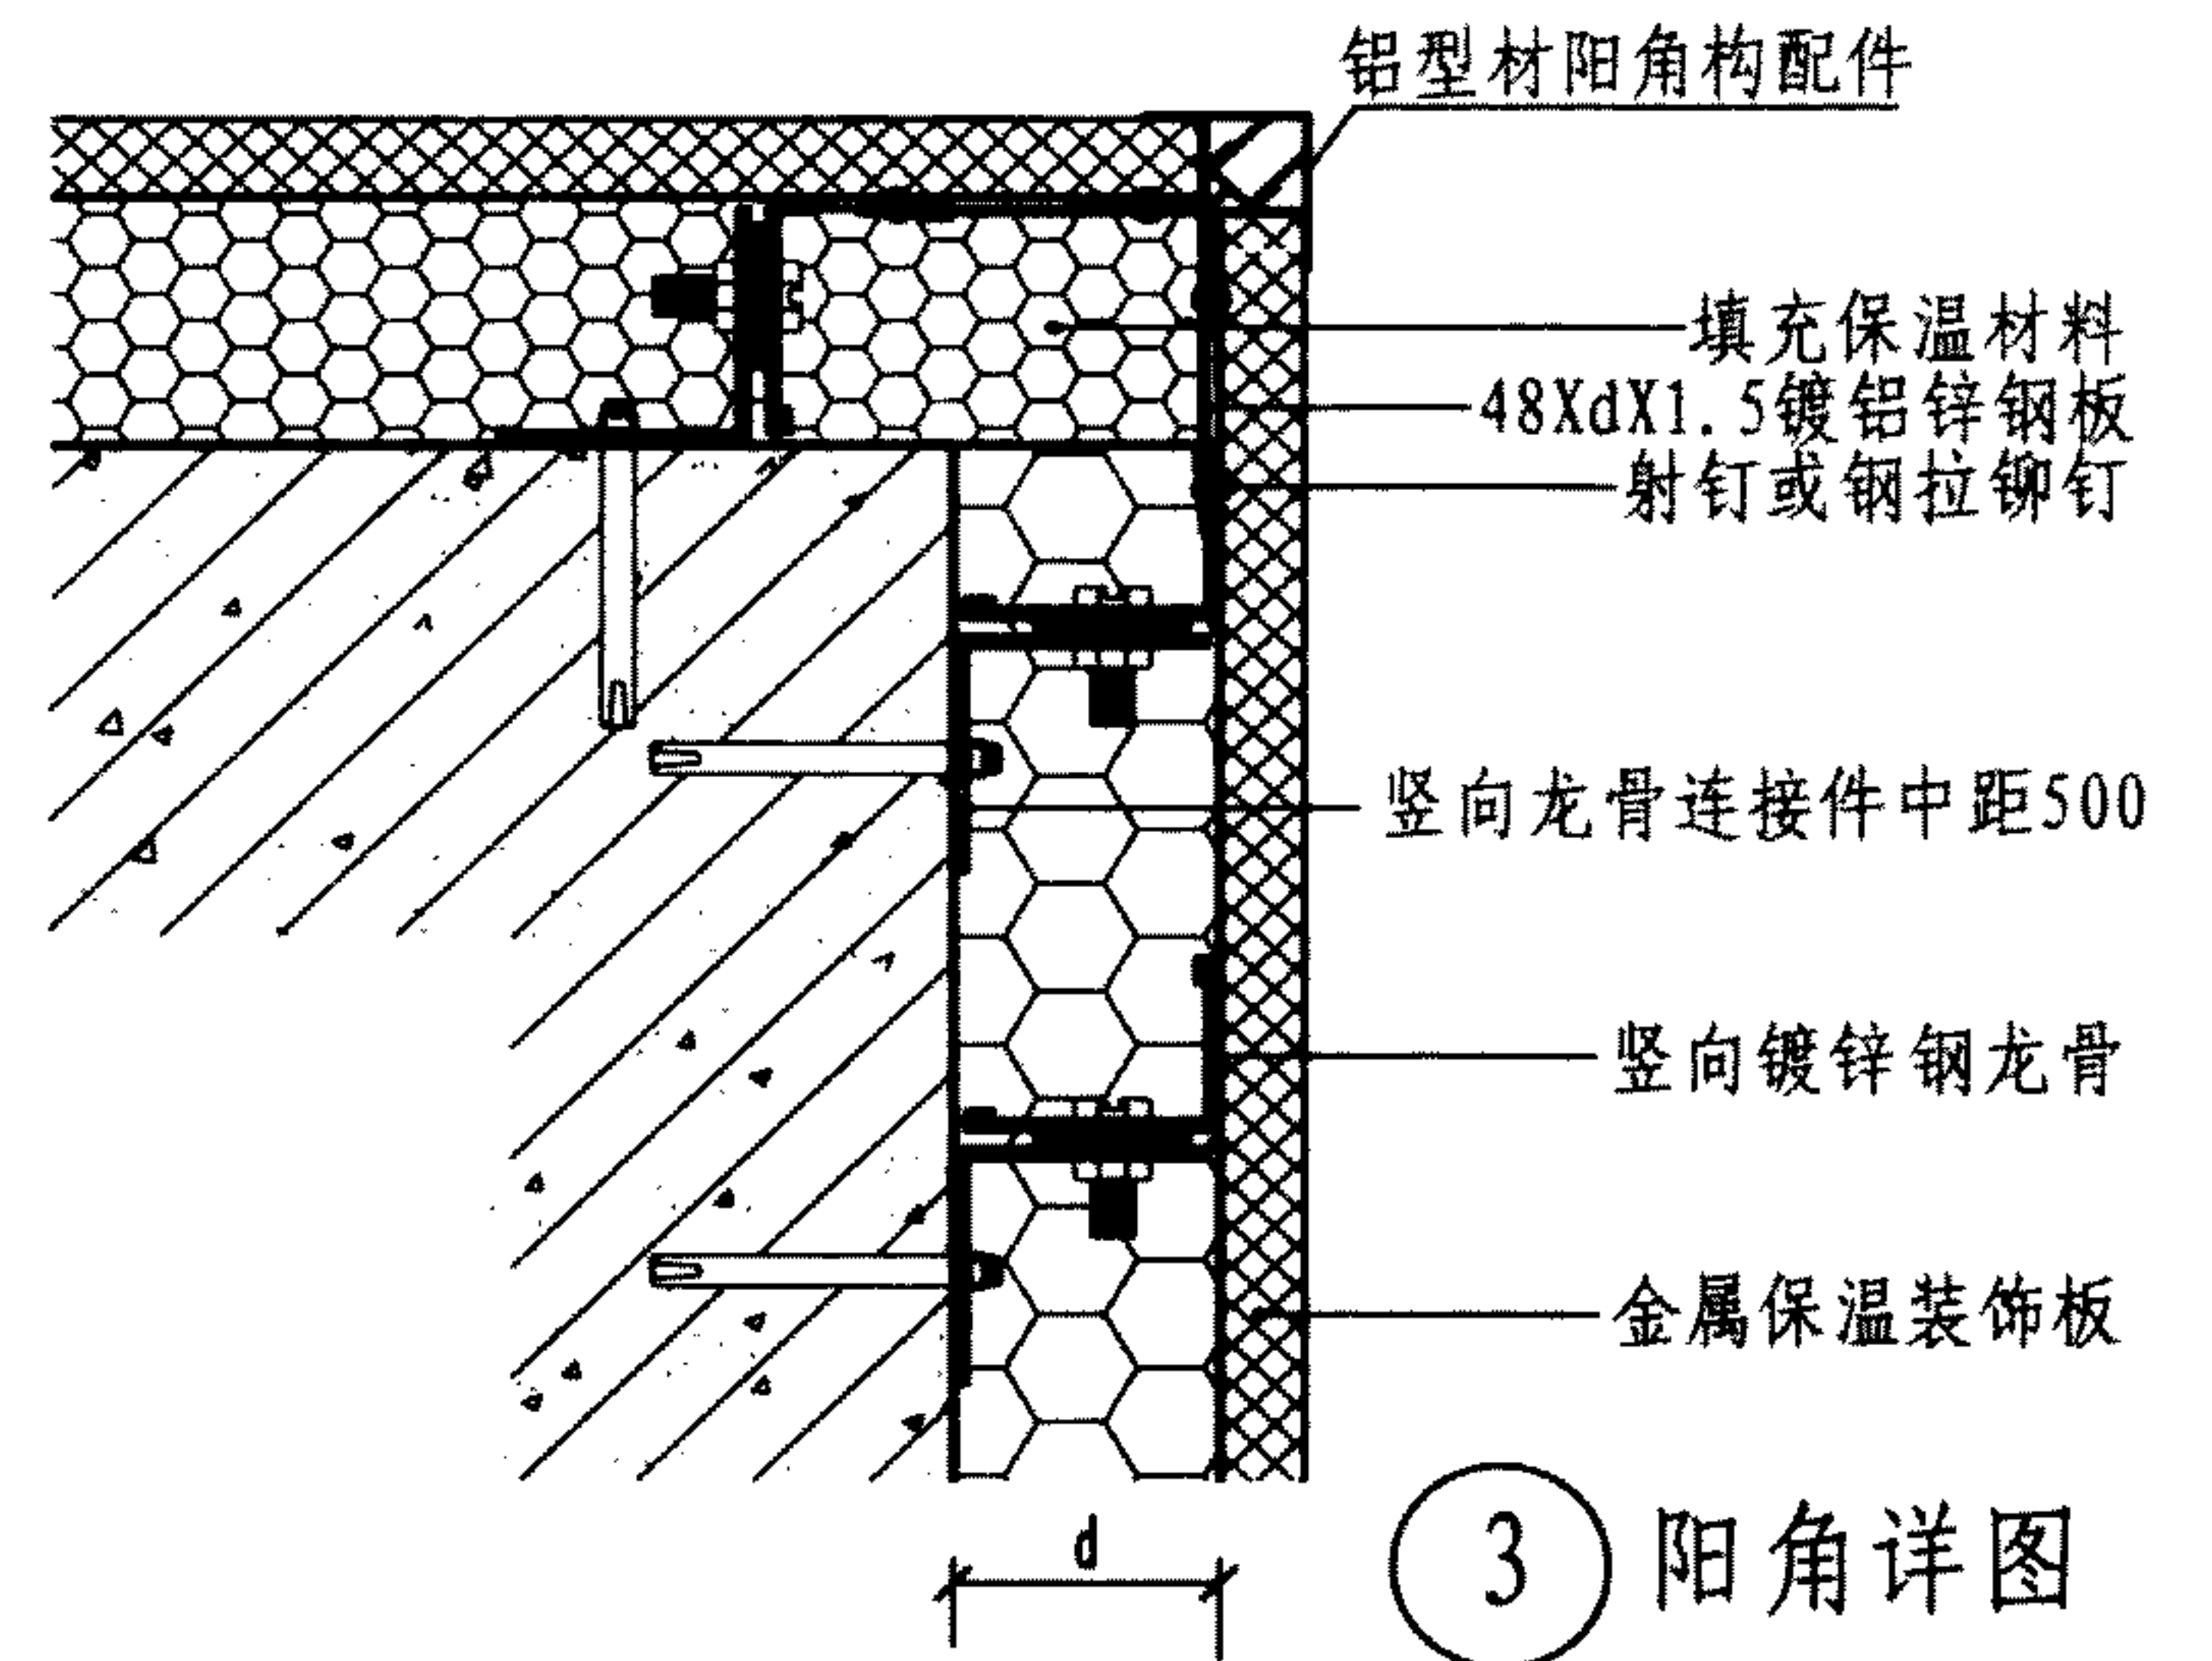 铝型材阳角构配件
填充保温材料
48XdX1.5镀铝锌钢板
射钉或钢拉铆钉
竖向龙骨连接件中距500
竖向镀锌钢龙骨
金属保温装饰板
d
3 阳角详图